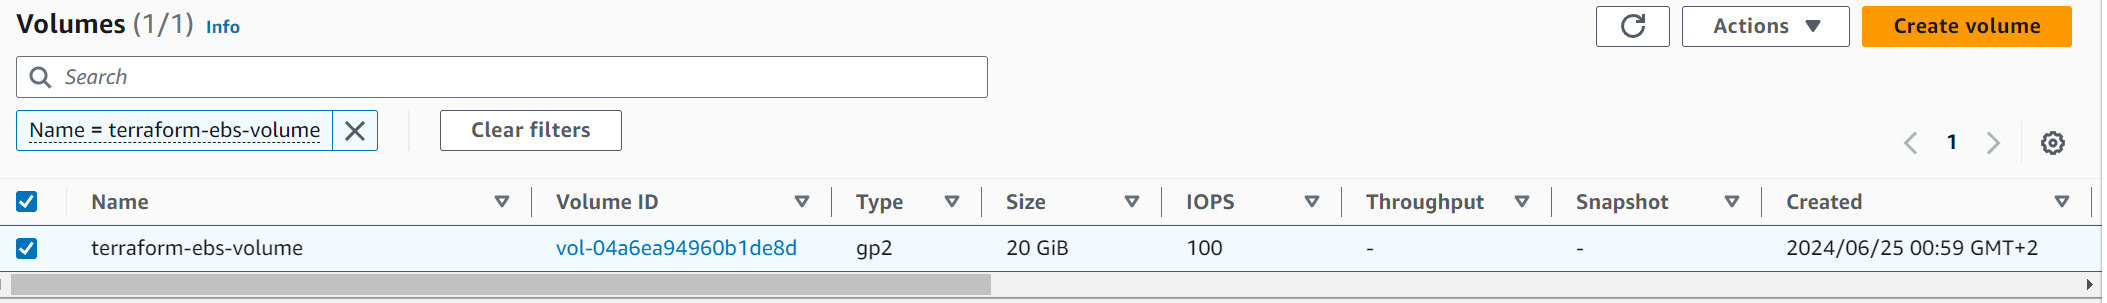 Volumes (1/1) Info
Actions
Create volume
Search
Name = terraform-ebs-volume
Clear filters
1
Name Volume ID Type Size IOPS Throughput Snapshot Created
terraform-ebs-volume vol-04a6ea94960b1de8d gp2 20 GiB 100 - - 2024/06/25 00:59 GMT+2